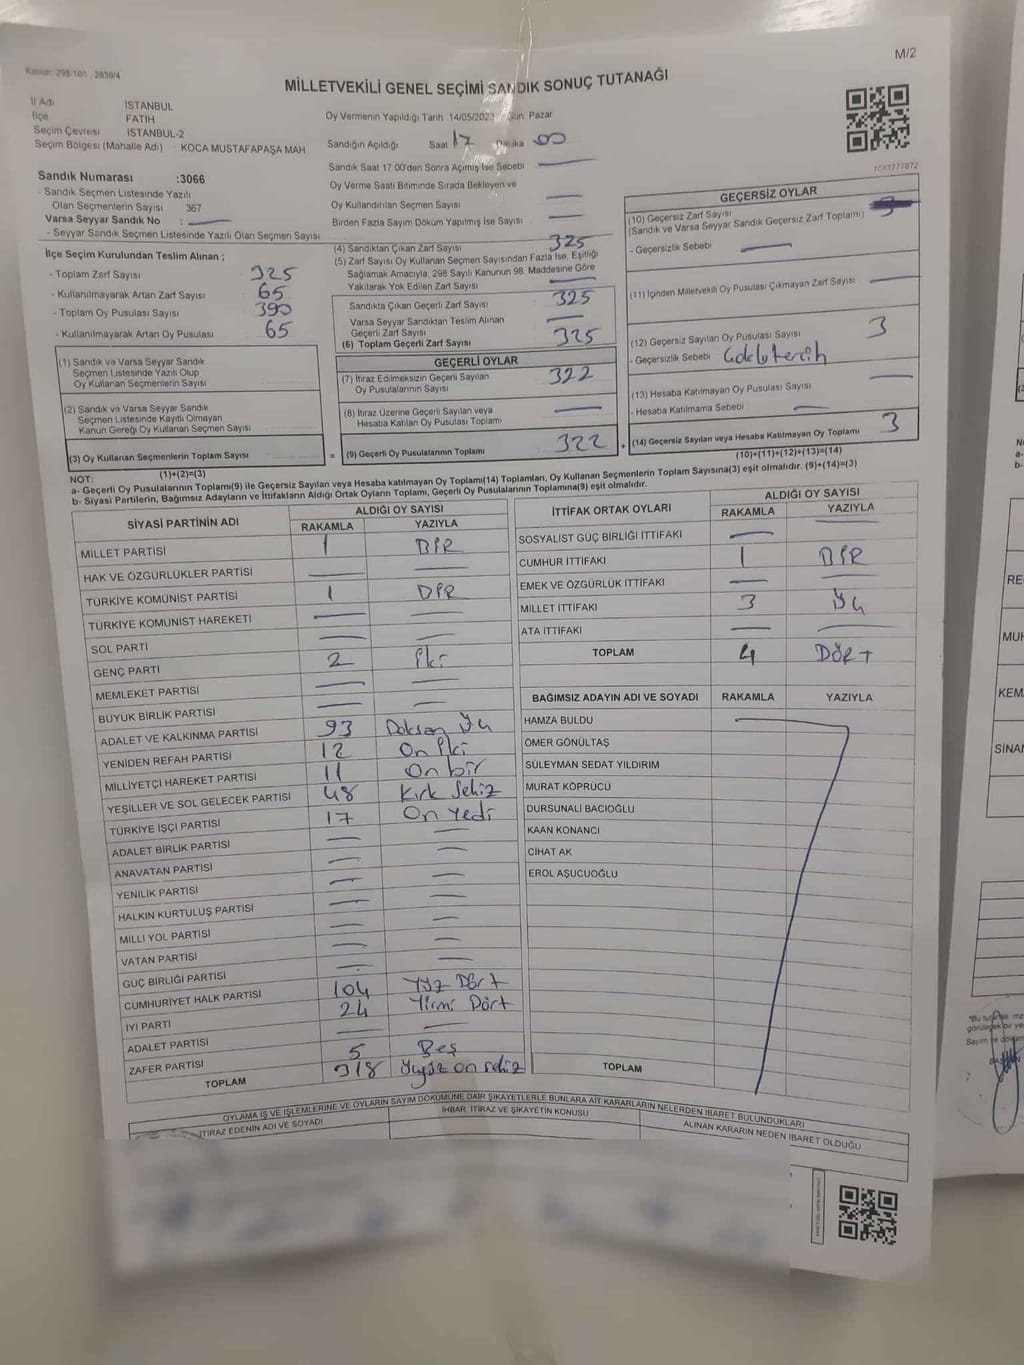 M/2
Kanun: 298/101 , 2839/4
MİLLETVEKİLİ GENEL SEÇİMİ SANDIK SONUÇ TUTANAĞI
İl Adı İSTANBUL
İlçe FATİH
Seçim Çevresi İSTANBUL-2
Seçim Bölgesi (Mahalle Adı) KOCA MUSTAFAPAŞA MAH
Sandık Numarası :3066
- Sandık Seçmen Listesinde Yazılı
Olan Seçmenlerin Sayısı 367
Varsa Seyyar Sandık No :
- Seyyar Sandık Seçmen Listesinde Yazılı Olan Seçmen Sayısı
Oy Vermenin Yapıldığı Tarih 14/05/2023 Gün Pazar
Sandığın Açıldığı Saat 17 Dakika 00
Sandık Saat 17:00'den Sonra Açılmış İse Sebebi
Oy Verme Saati Bitiminde Sırada Bekleyen ve
Oy Kullandırılan Seçmen Sayısı
Birden Fazla Sayım Döküm Yapılmış İse Sayısı
1683777872
İlçe Seçim Kurulundan Teslim Alınan ;
- Toplam Zarf Sayısı 325
- Kullanılmayarak Artan Zarf Sayısı 65
- Toplam Oy Pusulası Sayısı 390
- Kullanılmayarak Artan Oy Pusulası 65
(1) Sandık ve Varsa Seyyar Sandık
Seçmen Listesinde Yazılı Olup
Oy Kullanan Seçmenlerin Sayısı
(2) Sandık ve Varsa Seyyar Sandık
Seçmen Listesinde Kayıtlı Olmayan
Kanun Gereği Oy Kullanan Seçmen Sayısı
(3) Oy Kullanan Seçmenlerin Toplam Sayısı
(1)+(2)=(3)
(4) Sandıktan Çıkan Zarf Sayısı 325
(5) Zarf Sayısı Oy Kullanan Seçmen Sayısından Fazla İse, Eşitliği
Sağlamak Amacıyla, 298 Sayılı Kanunun 98. Maddesine Göre
Yakılarak Yok Edilen Zarf Sayısı
Sandıkta Çıkan Geçerli Zarf Sayısı 325
Varsa Seyyar Sandıktan Teslim Alınan
Geçerli Zarf Sayısı
(6) Toplam Geçerli Zarf Sayısı 325
GEÇERLİ OYLAR
(7) İtiraz Edilmeksizin Geçerli Sayılan
Oy Pusulalarının Sayısı 322
(8) İtiraz Üzerine Geçerli Sayılan veya
Hesaba Katılan Oy Pusulası Toplamı
(9) Geçerli Oy Pusulalarının Toplamı 322
GEÇERSİZ OYLAR
(10) Geçersiz Zarf Sayısı
(Sandık ve Varsa Seyyar Sandık Geçersiz Zarf Toplamı)
- Geçersizlik Sebebi
(11) İçinden Milletvekili Oy Pusulası Çıkmayan Zarf Sayısı
(12) Geçersiz Sayılan Oy Pusulası Sayısı 3
- Geçersizlik Sebebi Çoklu tercih
(13) Hesaba Katılmayan Oy Pusulası Sayısı
- Hesaba Katılmama Sebebi
(14) Geçersiz Sayılan veya Hesaba Katılmayan Oy Toplamı 3
(10)+(11)+(12)+(13)=(14)
NOT:
a- Geçerli Oy Pusulalarının Toplamı(9) ile Geçersiz Sayılan veya Hesaba Katılmayan Oy Toplamı(14) Toplamları, Oy Kullanan Seçmenlerin Toplam Sayısına(3) eşit olmalıdır. (9)+(14)=(3)
b- Siyasi Partilerin, Bağımsız Adayların ve İttifakların Aldığı Ortak Oyların Toplamı, Geçerli Oy Pusulalarının Toplamına(9) eşit olmalıdır.
SİYASİ PARTİNİN ADI ALDIĞI OY SAYISI
RAKAMLA YAZIYLA
MİLLET PARTİSİ 1 BİR
HAK VE ÖZGÜRLÜKLER PARTİSİ
TÜRKİYE KOMÜNİST PARTİSİ 1 BİR
TÜRKİYE KOMÜNİST HAREKETİ
SOL PARTİ
GENÇ PARTİ 2 İki
MEMLEKET PARTİSİ
BÜYÜK BİRLİK PARTİSİ
ADALET VE KALKINMA PARTİSİ 93 Doksan Üç
YENİDEN REFAH PARTİSİ 12 On İki
MİLLİYETÇİ HAREKET PARTİSİ 11 On bir
YEŞİLLER VE SOL GELECEK PARTİSİ 48 Kırk Sekiz
TÜRKİYE İŞÇİ PARTİSİ 17 On Yedi
ADALET BİRLİK PARTİSİ
ANAVATAN PARTİSİ
YENİLİK PARTİSİ
HALKIN KURTULUŞ PARTİSİ
MİLLİ YOL PARTİSİ
VATAN PARTİSİ
GÜÇ BİRLİĞİ PARTİSİ
CUMHURİYET HALK PARTİSİ 104 Yüz Dört
İYİ PARTİ 24 Yirmi Dört
ADALET PARTİSİ
ZAFER PARTİSİ 5 Beş
TOPLAM 318 Üçyüz on sekiz
İTTİFAK ORTAK OYLARI ALDIĞI OY SAYISI
RAKAMLA YAZIYLA
SOSYALİST GÜÇ BİRLİĞİ İTTİFAKI
CUMHUR İTTİFAKI 1 BİR
EMEK VE ÖZGÜRLÜK İTTİFAKI
MİLLET İTTİFAKI 3 Üç
ATA İTTİFAKI
TOPLAM 4 DÖRT
BAĞIMSIZ ADAYIN ADI VE SOYADI RAKAMLA YAZIYLA
HAMZA BULDU
ÖMER GÖNÜLTAŞ
SÜLEYMAN SEDAT YILDIRIM
MURAT KÖPRÜCÜ
DURSUNALİ BACIOĞLU
KAAN KONANCI
CİHAT AK
EROL AŞUCUOĞLU
TOPLAM
OYLAMA İŞ VE İŞLEMLERİNE VE OYLARIN SAYIM DÖKÜMÜNE DAİR ŞİKAYETLERLE BUNLARA AİT KARARLARIN NELERDEN İBARET BULUNDUKLARI
İTİRAZ EDENİN ADI VE SOYADI İHBAR, İTİRAZ VE ŞİKAYETİN KONUSU ALINAN KARARIN NEDEN İBARET OLDUĞU